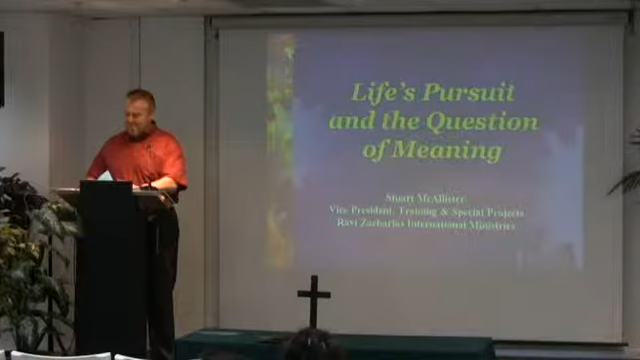 Life's Pursuit
and the Question
of Meaning
Stuart McAllister
Vice President, Training & Special Projects
Ravi Zacharias International Ministries